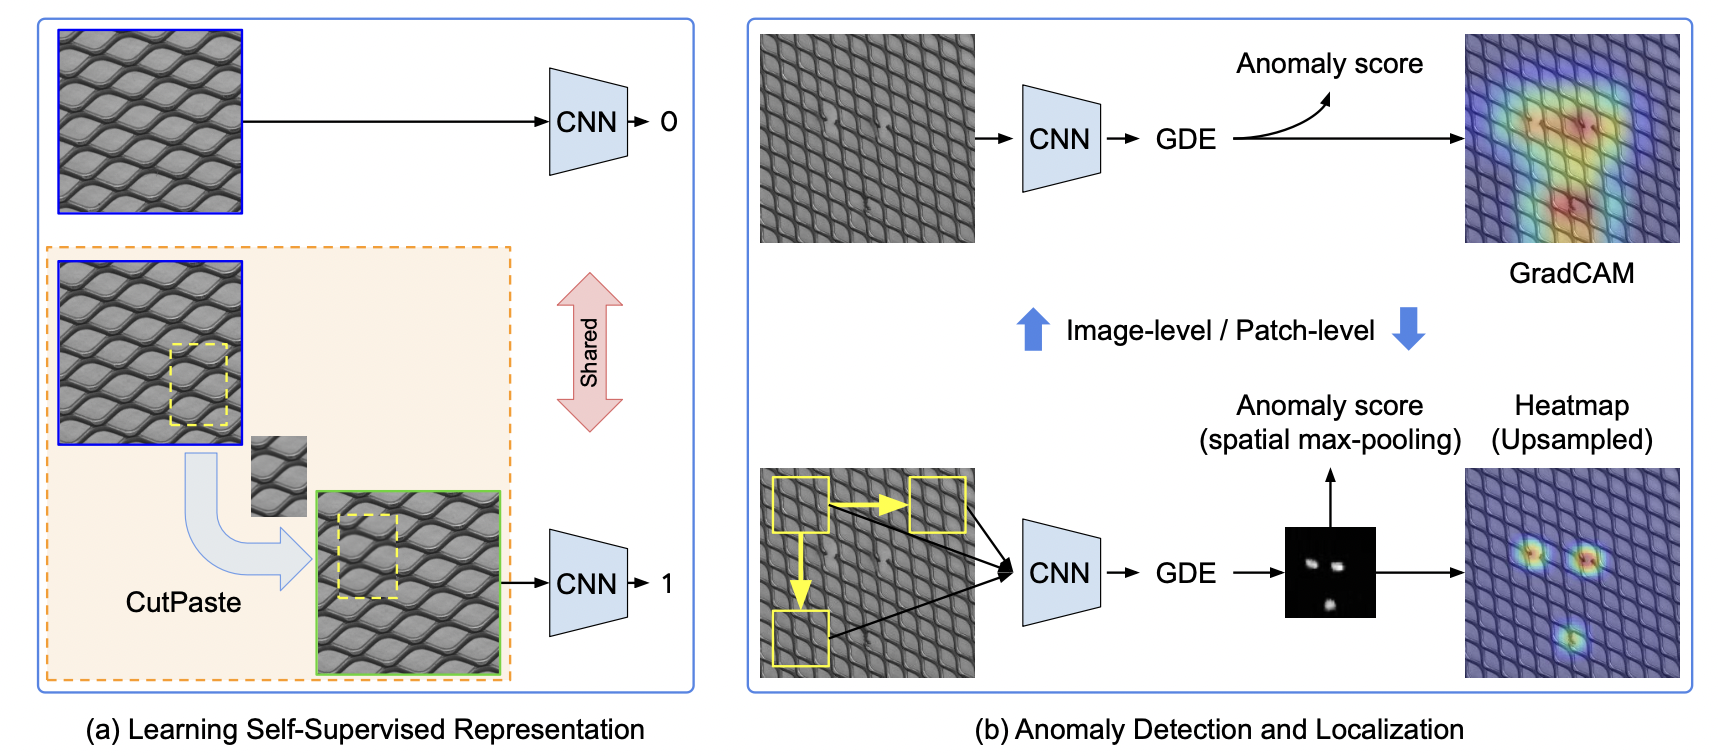 CNN
0
Shared
CutPaste
CNN
1
(a) Learning Self-Supervised Representation
Anomaly score
CNN
GDE
GradCAM
Image-level / Patch-level
Anomaly score
(spatial max-pooling)
Heatmap
(Upsampled)
CNN
GDE
(b) Anomaly Detection and Localization